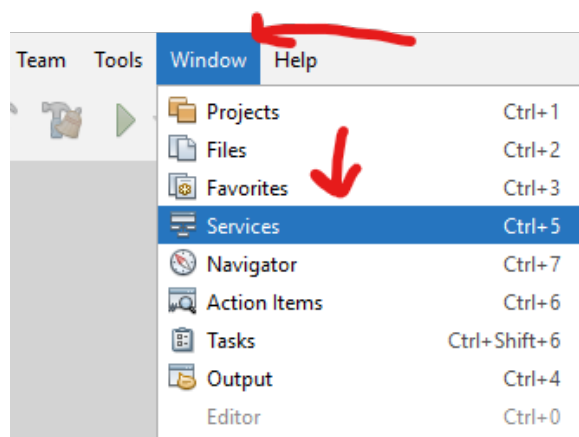 Team Tools Window Help
Projects Ctrl+1
Files Ctrl+2
Favorites Ctrl+3
Services Ctrl+5
Navigator Ctrl+7
Action Items Ctrl+6
Tasks Ctrl+Shift+6
Output Ctrl+4
Editor Ctrl+0